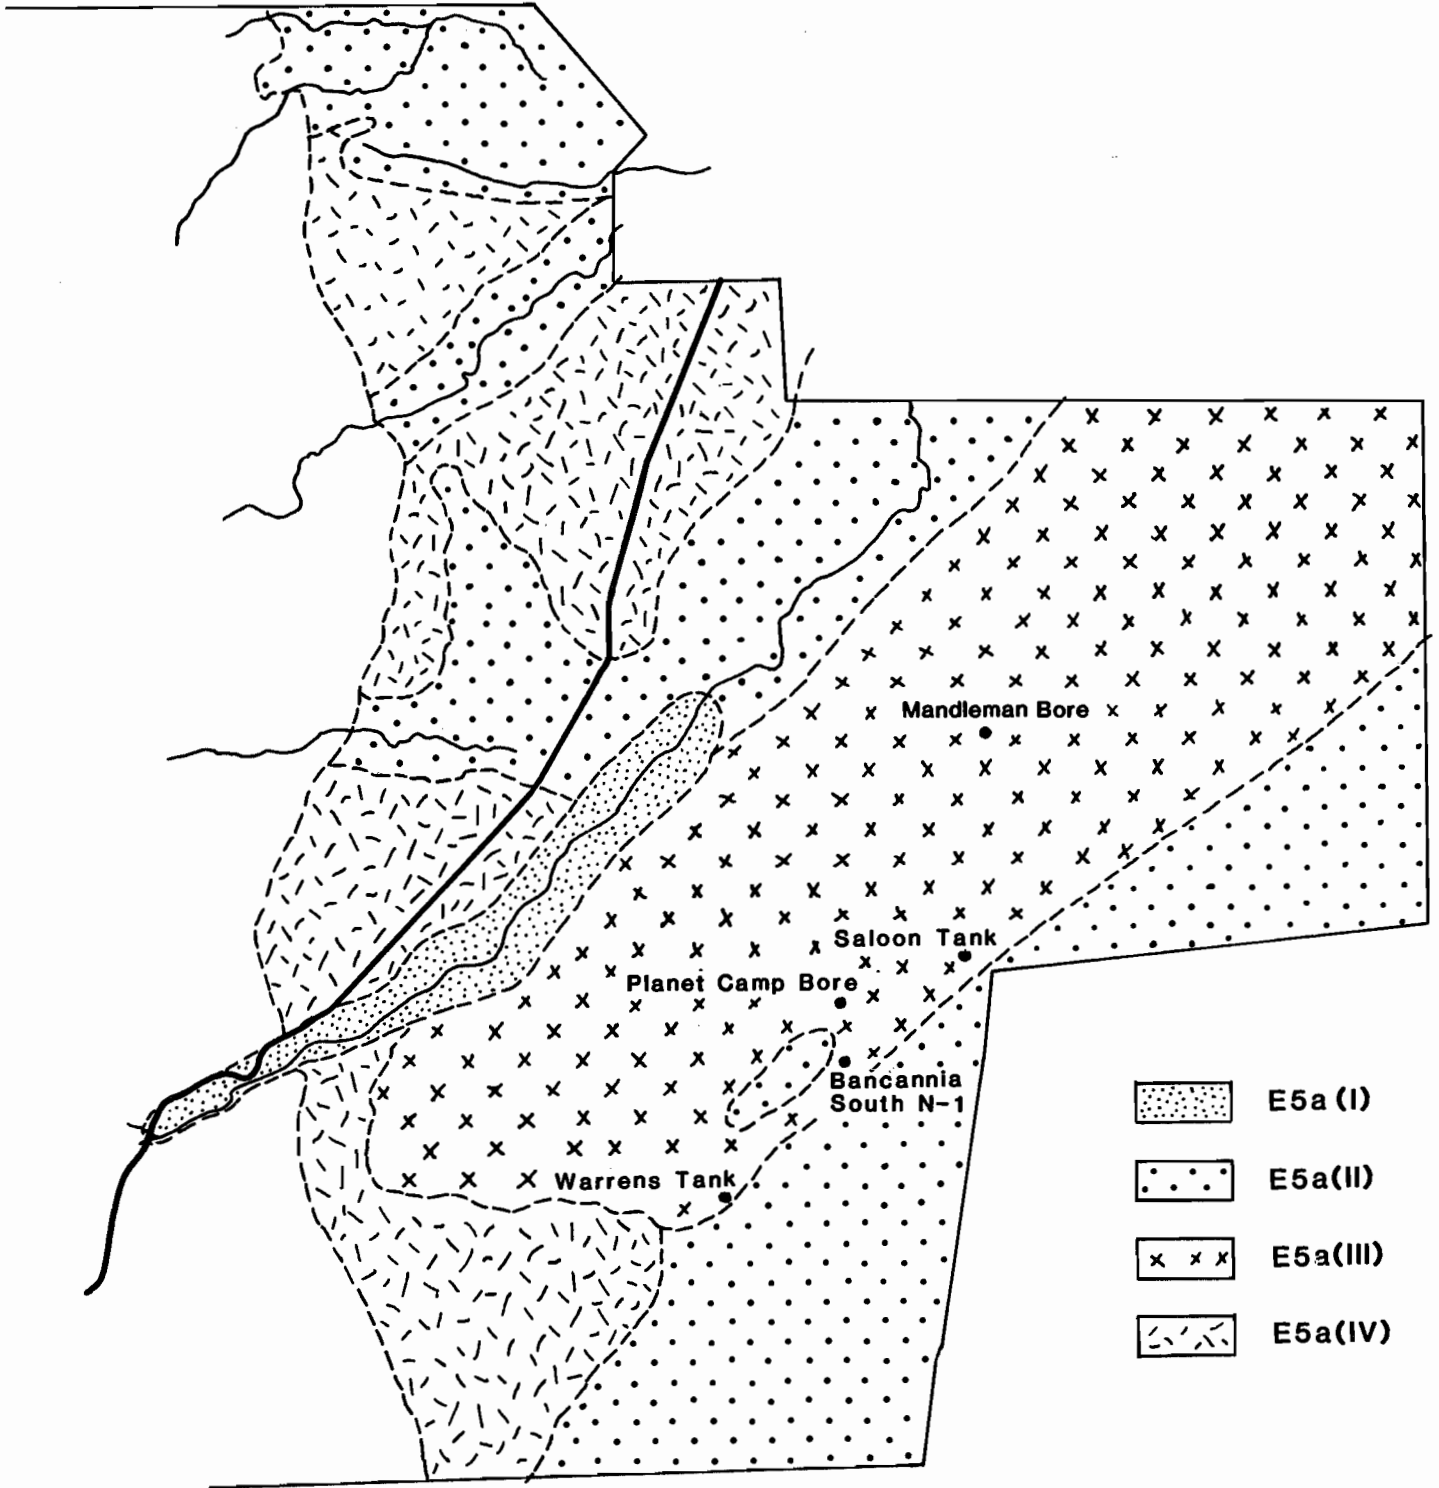 Mandleman Bore
Saloon Tank
Planet Camp Bore
Bancannia
South N-1
Warrens Tank
E5a (I)
E5a(II)
E5a(III)
E5a(IV)